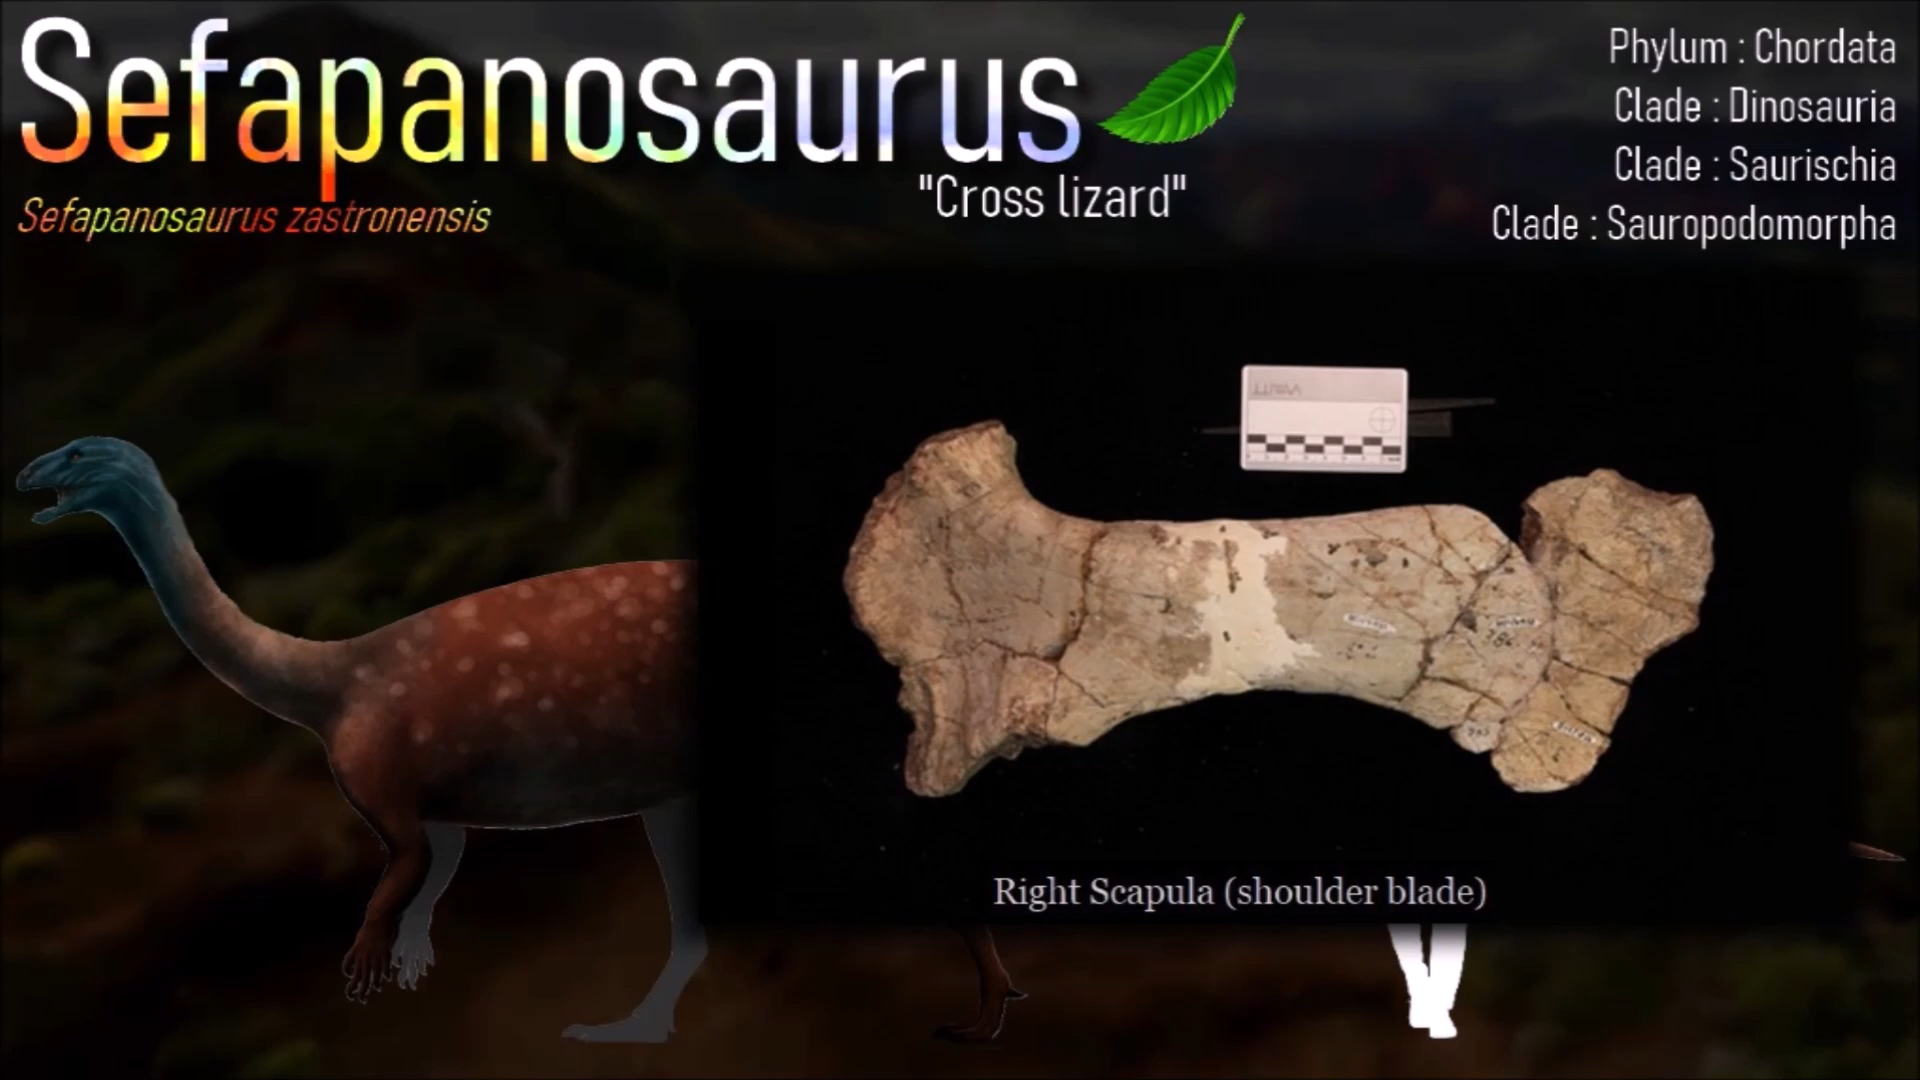 Sefapanosaurus
"Cross lizard"
Sefapanosaurus zastronensis
Phylum : Chordata
Clade : Dinosauria
Clade : Saurischia
Clade : Sauropodomorpha
Right Scapula (shoulder blade)